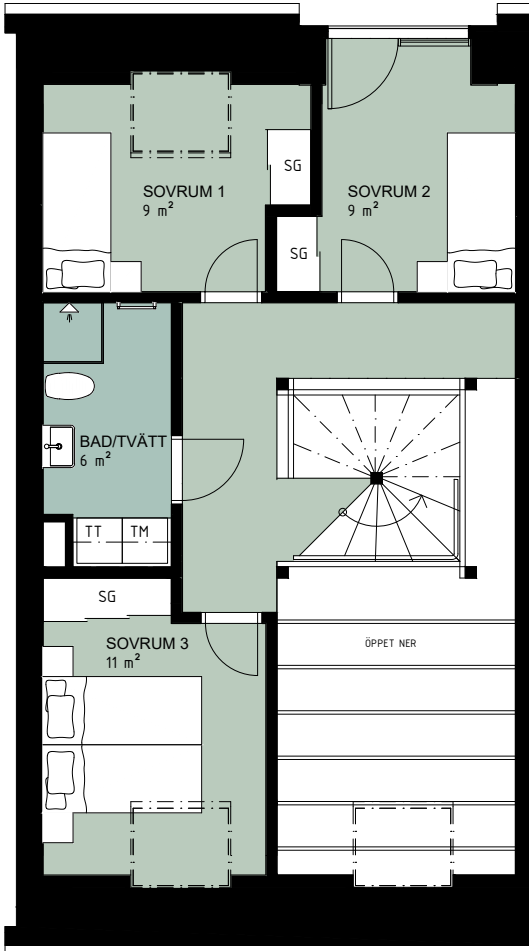 SG
SOVRUM 1
9 m²
SOVRUM 2
9 m²
SG
BAD/TVÄTT
6 m²
TT
TM
SG
SOVRUM 3
11 m²
ÖPPET NER